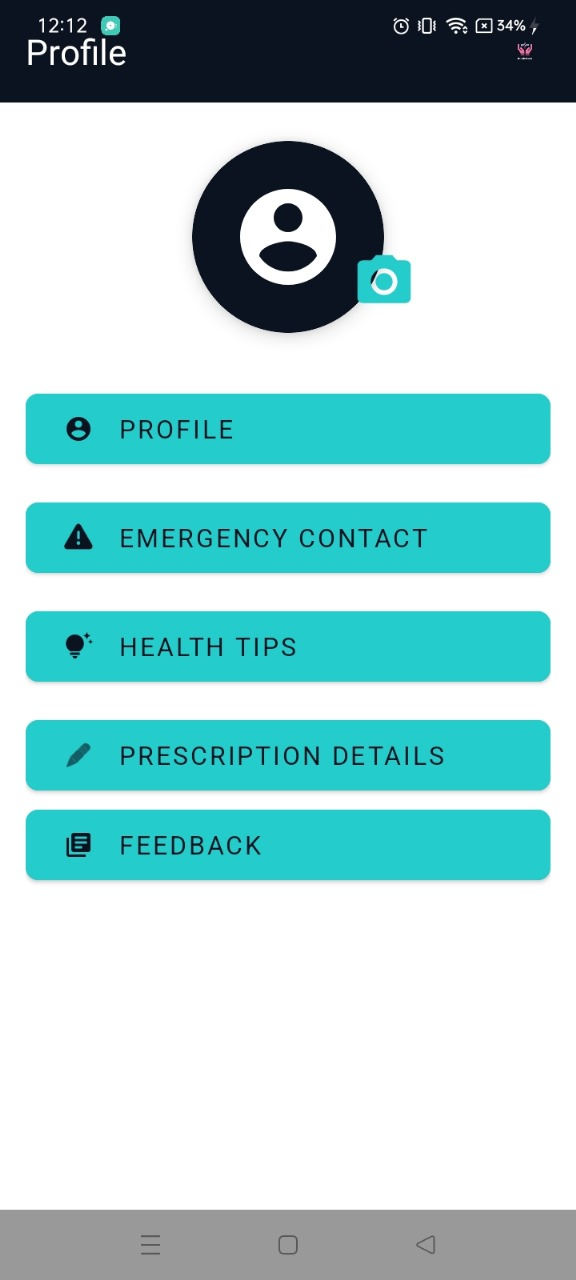 12:12
34%
Profile
PROFILE
EMERGENCY CONTACT
HEALTH TIPS
PRESCRIPTION DETAILS
FEEDBACK